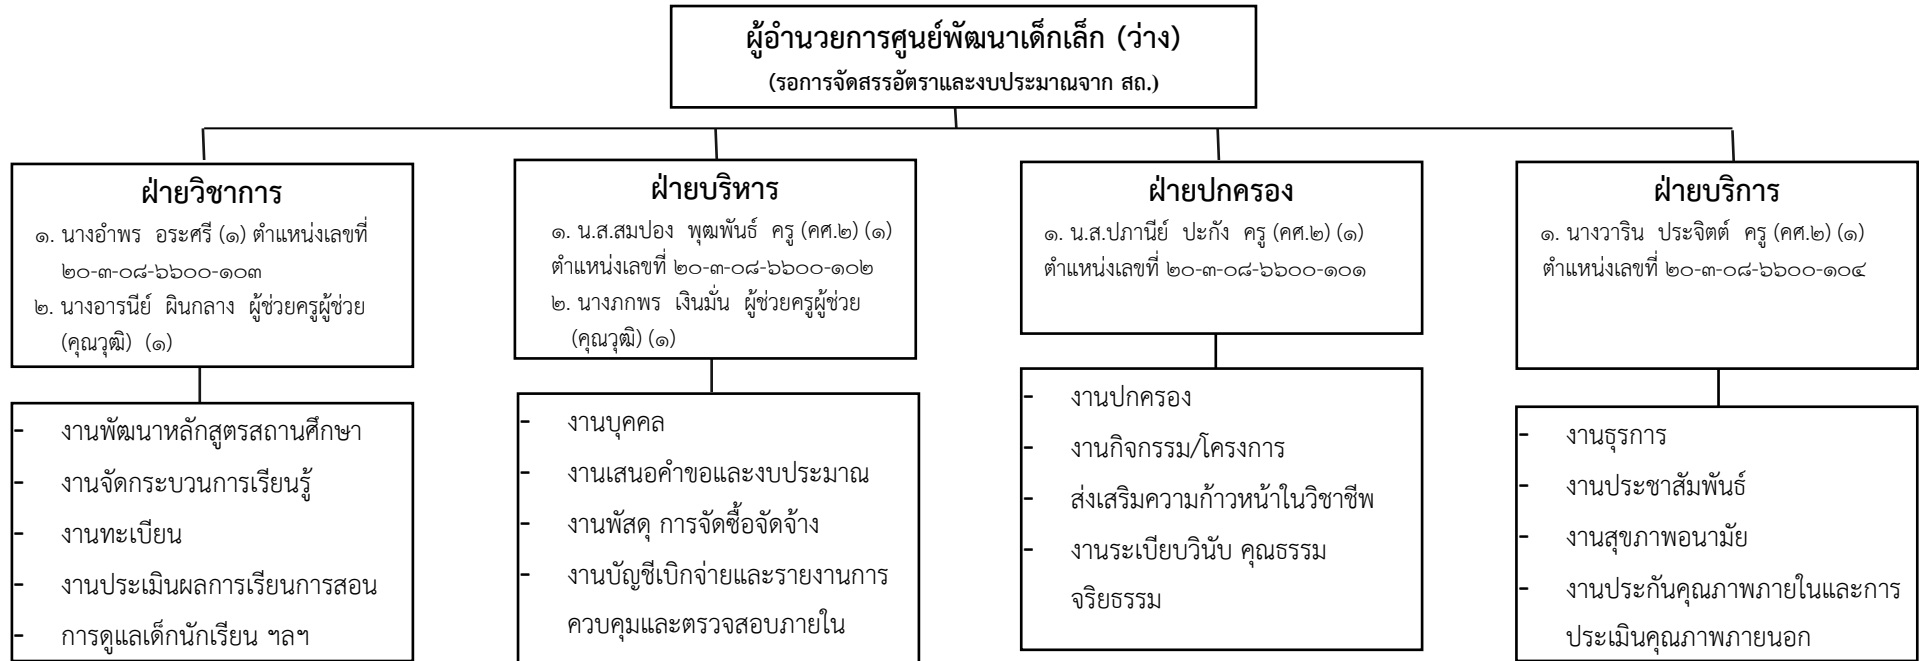 ผู้อำนวยการศูนย์พัฒนาเด็กเล็ก (ว่าง)
(รอการจัดสรรอัตราและงบประมาณจาก สถ.)
ฝ่ายวิชาการ
๑. นางอำพร อระศรี (๑) ตำแหน่งเลขที่
๒๐-๓-๐๘-๖๖๐๐-๑๐๓
๒. นางอารนีย์ ผินกลาง ผู้ช่วยครูผู้ช่วย
(คุณวุฒิ) (๑)
- งานพัฒนาหลักสูตรสถานศึกษา
- งานจัดกระบวนการเรียนรู้
- งานทะเบียน
- งานประเมินผลการเรียนการสอน
- การดูแลเด็กนักเรียน ฯลฯ
ฝ่ายบริหาร
๑. น.ส.สมปอง พุฒพันธ์ ครู (คศ.๒) (๑)
ตำแหน่งเลขที่ ๒๐-๓-๐๘-๖๖๐๐-๑๐๒
๒. นางภกพร เงินมั่น ผู้ช่วยครูผู้ช่วย
(คุณวุฒิ) (๑)
- งานบุคคล
- งานเสนอคำขอและงบประมาณ
- งานพัสดุ การจัดซื้อจัดจ้าง
- งานบัญชีเบิกจ่ายและรายงานการ
ควบคุมและตรวจสอบภายใน
ฝ่ายปกครอง
๑. น.ส.ปภานีย์ ปะกัง ครู (คศ.๒) (๑)
ตำแหน่งเลขที่ ๒๐-๓-๐๘-๖๖๐๐-๑๐๑
- งานปกครอง
- งานกิจกรรม/โครงการ
- ส่งเสริมความก้าวหน้าในวิชาชีพ
- งานระเบียบวินับ คุณธรรม
จริยธรรม
ฝ่ายบริการ
๑. นางวาริน ประจิตต์ ครู (คศ.๒) (๑)
ตำแหน่งเลขที่ ๒๐-๓-๐๘-๖๖๐๐-๑๐๔
- งานธุรการ
- งานประชาสัมพันธ์
- งานสุขภาพอนามัย
- งานประกันคุณภาพภายในและการ
ประเมินคุณภาพภายนอก